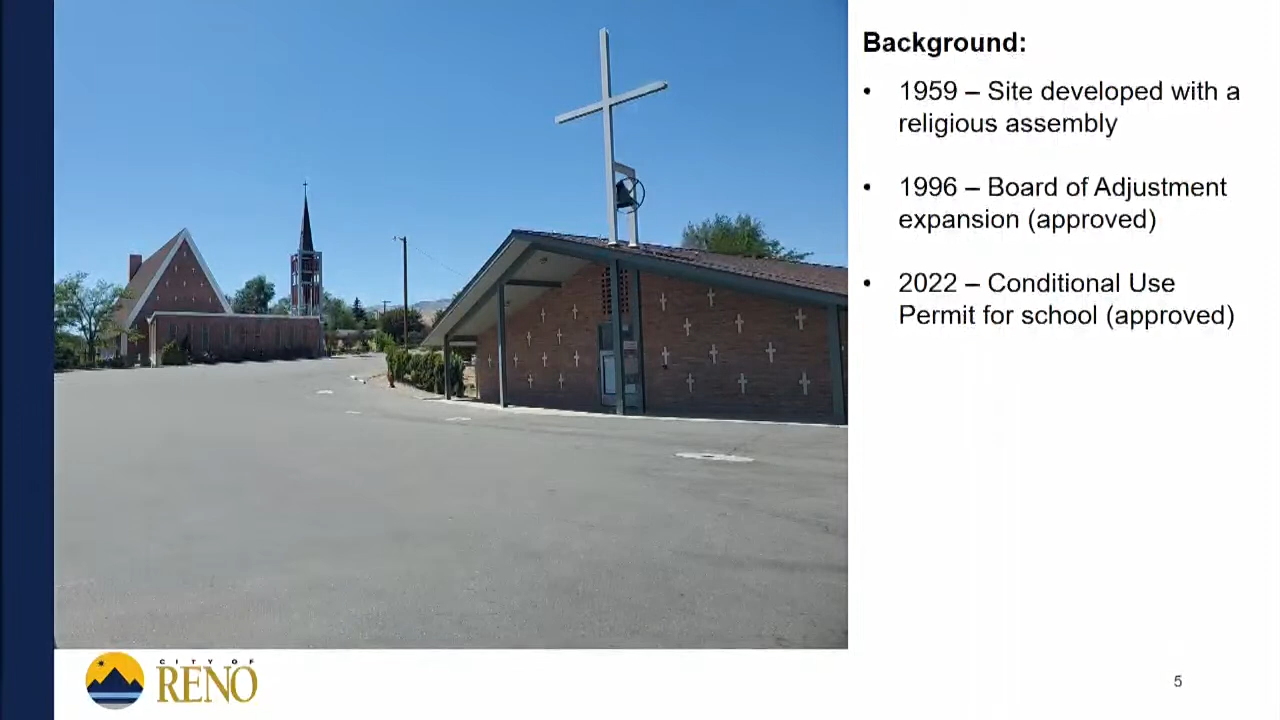 Background:
• 1959 – Site developed with a
religious assembly
• 1996 – Board of Adjustment
expansion (approved)
• 2022 – Conditional Use
Permit for school (approved)
CITY OF
RENO
5